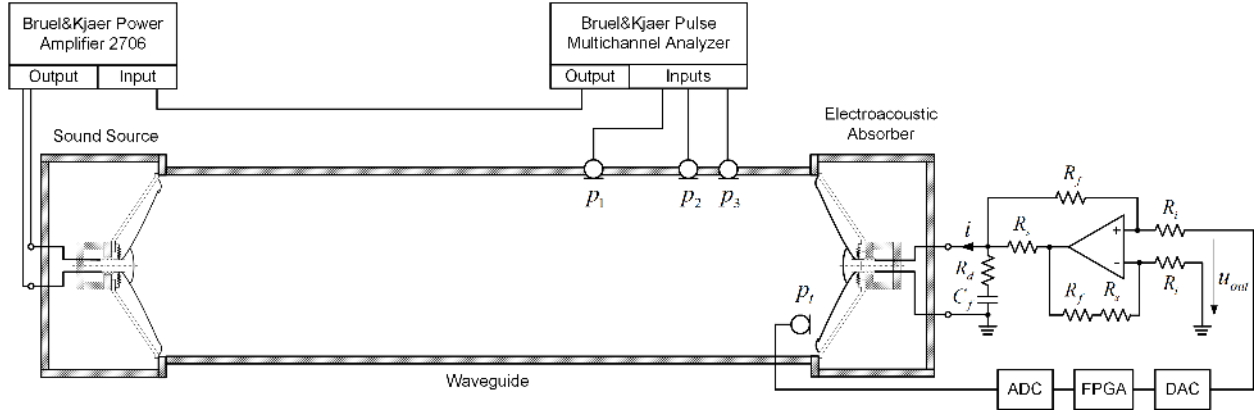 Bruel&Kjaer Power
Amplifier 2706
Output
Input
Bruel&Kjaer Pulse
Multichannel Analyzer
Output
Inputs
Sound Source
Electroacoustic
Absorber
p1
p2
p3
pt
Waveguide
i
Rs
Rd
Cf
Rf
Ri
Rf
Rs
Ri
uout
ADC
FPGA
DAC